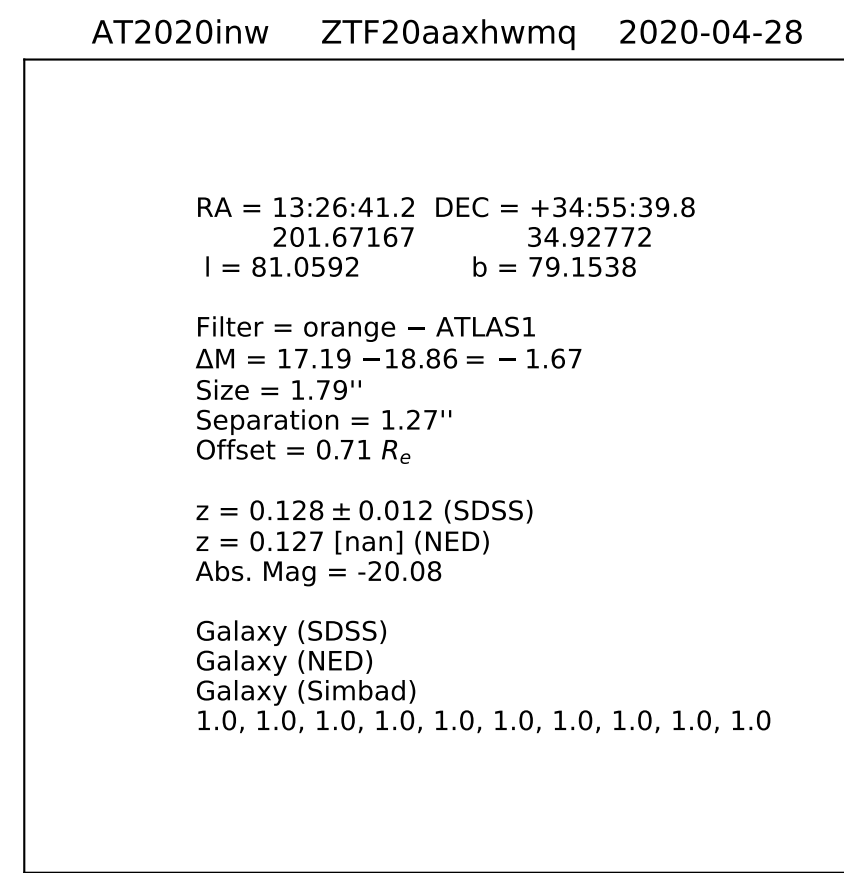 AT2020inw ZTF20aaxhwmq 2020-04-28
RA = 13:26:41.2 DEC = +34:55:39.8
201.67167 34.92772
l = 81.0592 b = 79.1538
Filter = orange − ATLAS1
ΔM = 17.19 −18.86 = − 1.67
Size = 1.79''
Separation = 1.27''
Offset = 0.71 Rₑ
z = 0.128 ± 0.012 (SDSS)
z = 0.127 [nan] (NED)
Abs. Mag = -20.08
Galaxy (SDSS)
Galaxy (NED)
Galaxy (Simbad)
1.0, 1.0, 1.0, 1.0, 1.0, 1.0, 1.0, 1.0, 1.0, 1.0